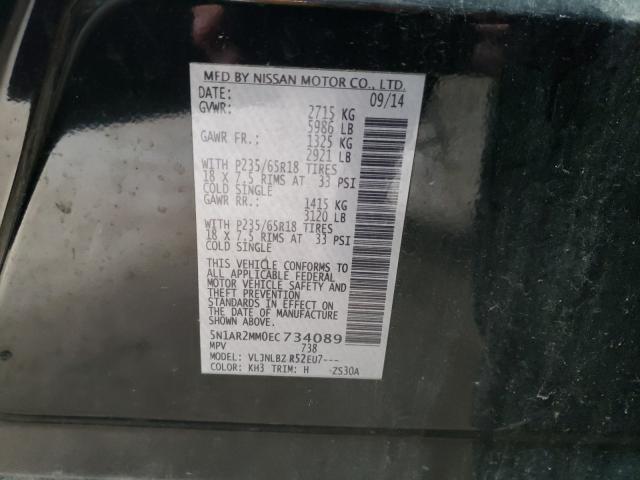 MFD BY NISSAN MOTOR CO., LTD.
DATE: 09/14
GVWR: 2715 KG
5986 LB
GAWR FR.: 1325 KG
2921 LB
WITH P235/65R18 TIRES
18 X 7.5 RIMS AT 33 PSI
COLD SINGLE
GAWR RR.: 1415 KG
3120 LB
WITH P235/65R18 TIRES
18 X 7.5 RIMS AT 33 PSI
COLD SINGLE
THIS VEHICLE CONFORMS TO
ALL APPLICABLE FEDERAL
MOTOR VEHICLE SAFETY AND
THEFT PREVENTION
STANDARDS IN EFFECT ON
THE DATE OF MANUFACTURE
SHOWN ABOVE.
5N1AR2MM0EC734089
MPV 738
MODEL: VLJNLBZ R52EU7---
COLOR: KH3 TRIM: H -ZS30A